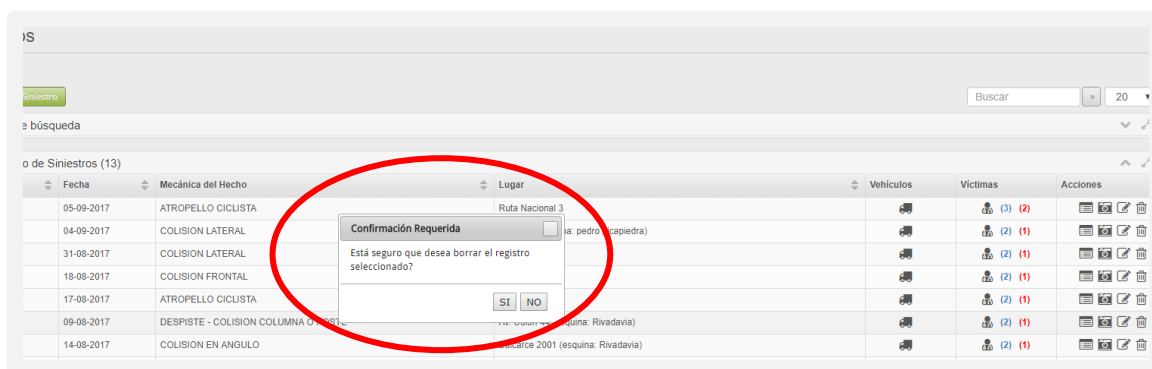 OS
Siniestro
Buscar » 20
e búsqueda
o de Siniestros (13)
Fecha Mecánica del Hecho Lugar Vehículos Víctimas Acciones
05-09-2017 ATROPELLO CICLISTA Ruta Nacional 3 (3) (2)
04-09-2017 COLISION LATERAL pedro (2) (1)
31-08-2017 COLISION LATERAL (2) (1)
18-08-2017 COLISION FRONTAL (2) (1)
17-08-2017 ATROPELLO CICLISTA (2) (1)
09-08-2017 DESPISTE - COLISION COLUMNA O POSTE Rivadavia) (2) (1)
14-08-2017 COLISION EN ANGULO Balcarce 2001 (esquina: Rivadavia) (2) (1)
Confirmación Requerida
Está seguro que desea borrar el registro
seleccionado?
SI NO